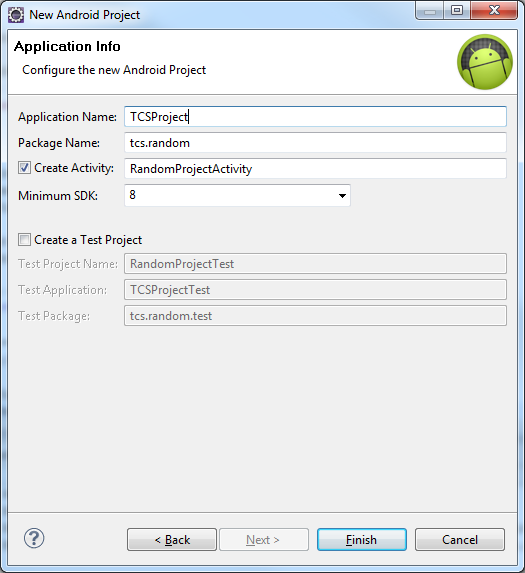 New Android Project
Application Info
Configure the new Android Project
Application Name: TCSProject
Package Name: tcs.random
Create Activity: RandomProjectActivity
Minimum SDK: 8
Create a Test Project
Test Project Name: RandomProjectTest
Test Application: TCSProjectTest
Test Package: tcs.random.test
? < Back Next > Finish Cancel